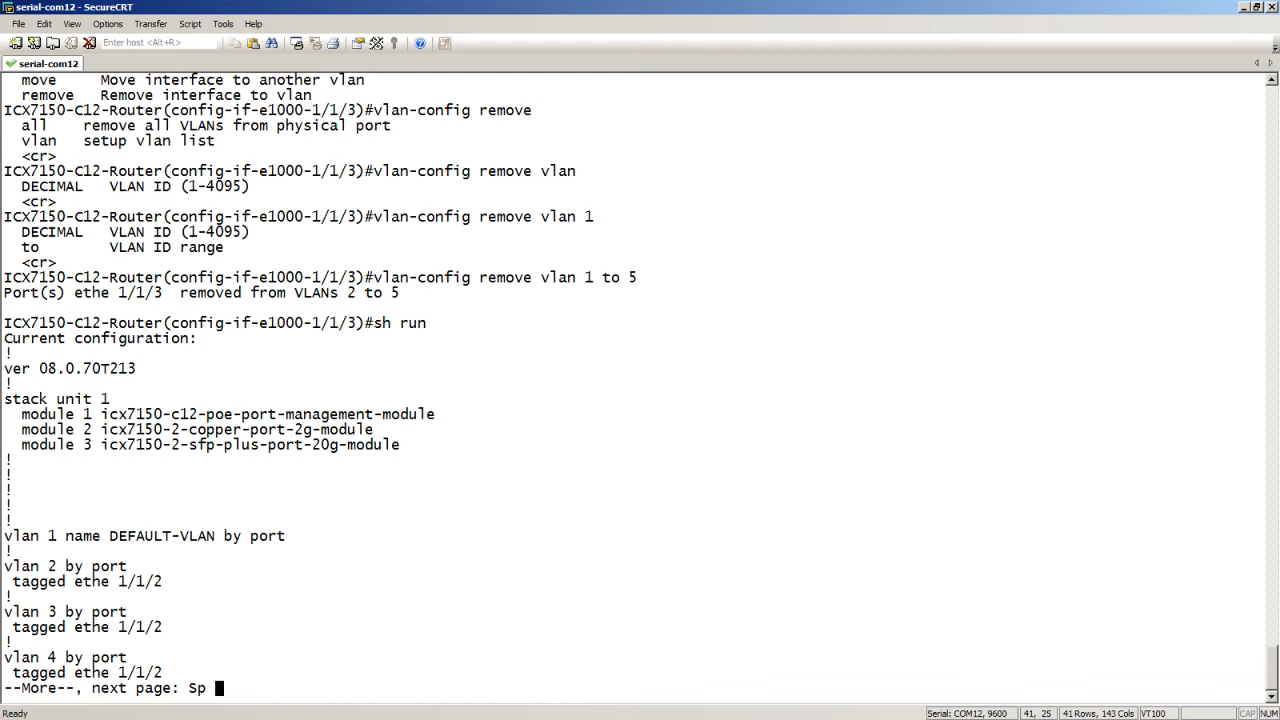 serial-com12 - SecureCRT
File Edit View Options Transfer Script Tools Help
Enter host <Alt+R>
serial-com12
move Move interface to another vlan
remove Remove interface to vlan
ICX7150-C12-Router(config-if-e1000-1/1/3)#vlan-config remove
all remove all VLANs from physical port
vlan setup vlan list
<cr>
ICX7150-C12-Router(config-if-e1000-1/1/3)#vlan-config remove vlan
DECIMAL VLAN ID (1-4095)
<cr>
ICX7150-C12-Router(config-if-e1000-1/1/3)#vlan-config remove vlan 1
DECIMAL VLAN ID (1-4095)
to VLAN ID range
<cr>
ICX7150-C12-Router(config-if-e1000-1/1/3)#vlan-config remove vlan 1 to 5
Port(s) ethe 1/1/3 removed from VLANs 2 to 5
ICX7150-C12-Router(config-if-e1000-1/1/3)#sh run
Current configuration:
!
ver 08.0.70T213
!
stack unit 1
module 1 icx7150-c12-poe-port-management-module
module 2 icx7150-2-copper-port-2g-module
module 3 icx7150-2-sfp-plus-port-20g-module
!
!
!
!
!
vlan 1 name DEFAULT-VLAN by port
!
vlan 2 by port
tagged ethe 1/1/2
!
vlan 3 by port
tagged ethe 1/1/2
!
vlan 4 by port
tagged ethe 1/1/2
--More--, next page: Sp
Ready Serial: COM12, 9600 41, 25 41 Rows, 143 Cols VT100 CAP NUM